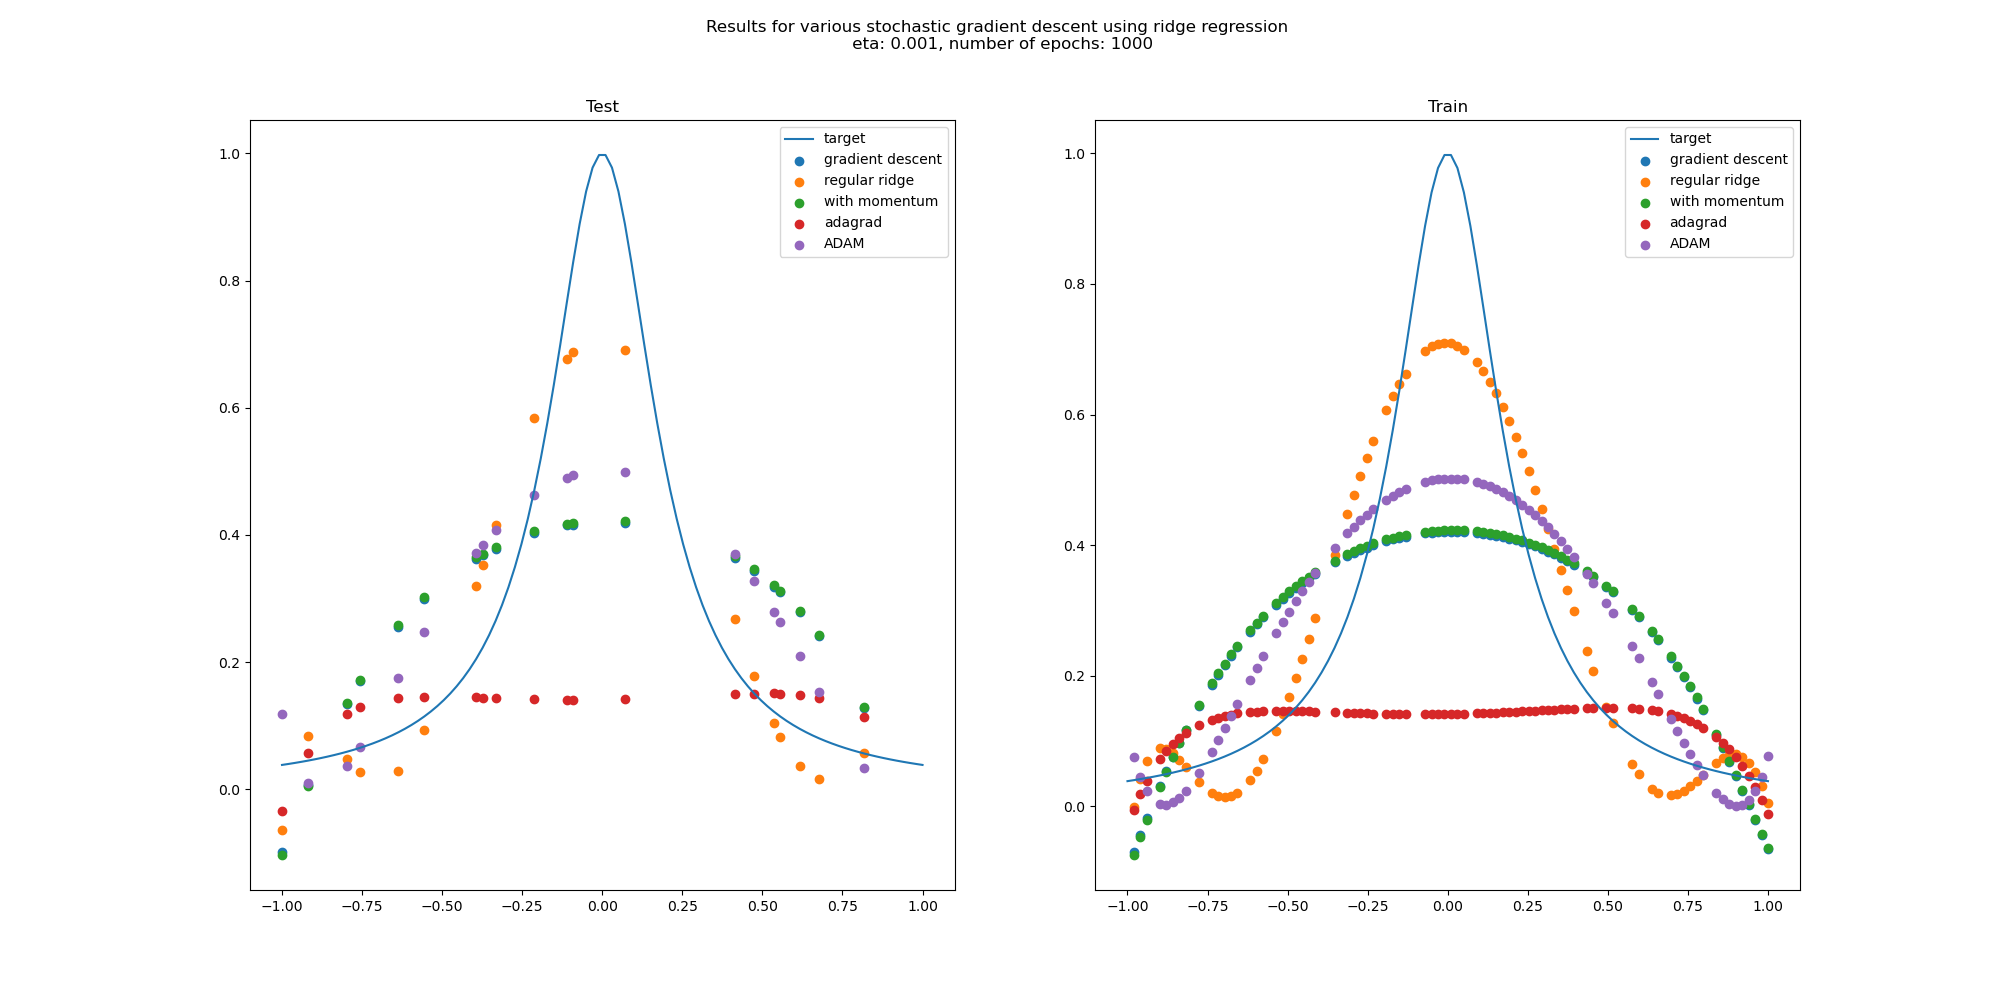 Results for various stochastic gradient descent using ridge regression
eta: 0.001, number of epochs: 1000
Test
target
gradient descent
regular ridge
with momentum
adagrad
ADAM
1.0
0.8
0.6
0.4
0.2
0.0
−1.00 −0.75 −0.50 −0.25 0.00 0.25 0.50 0.75 1.00
Train
target
gradient descent
regular ridge
with momentum
adagrad
ADAM
1.0
0.8
0.6
0.4
0.2
0.0
−1.00 −0.75 −0.50 −0.25 0.00 0.25 0.50 0.75 1.00